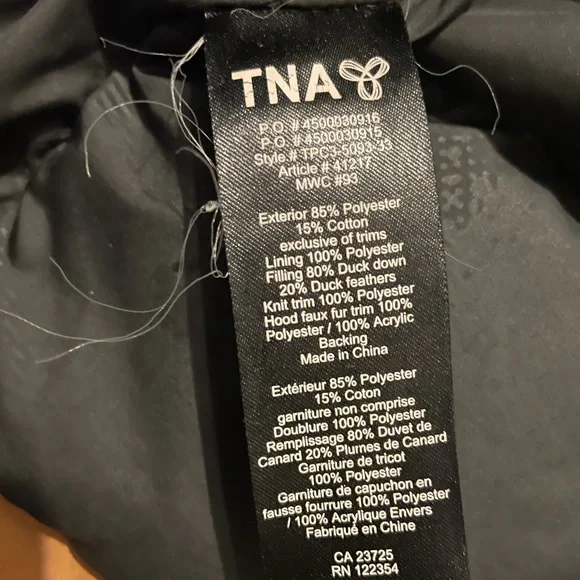 TNA
P.O. # 4500030916
P.O. # 4500030915
Style # TPC3-5093-33
Article # 41217
MWC #93
Exterior 85% Polyester
15% Cotton
exclusive of trims
Lining 100% Polyester
Filling 80% Duck down
20% Duck feathers
Knit trim 100% Polyester
Hood faux fur trim 100%
Polyester / 100% Acrylic
Backing
Made in China
Extérieur 85% Polyester
15% Coton
garniture non comprise
Doublure 100% Polyester
Remplissage 80% Duvet de
Canard 20% Plumes de Canard
Garniture de tricot
100% Polyester
Garniture de capuchon en
fausse fourrure 100% Polyester
/ 100% Acrylique Envers
Fabriqué en Chine
CA 23725
RN 122354